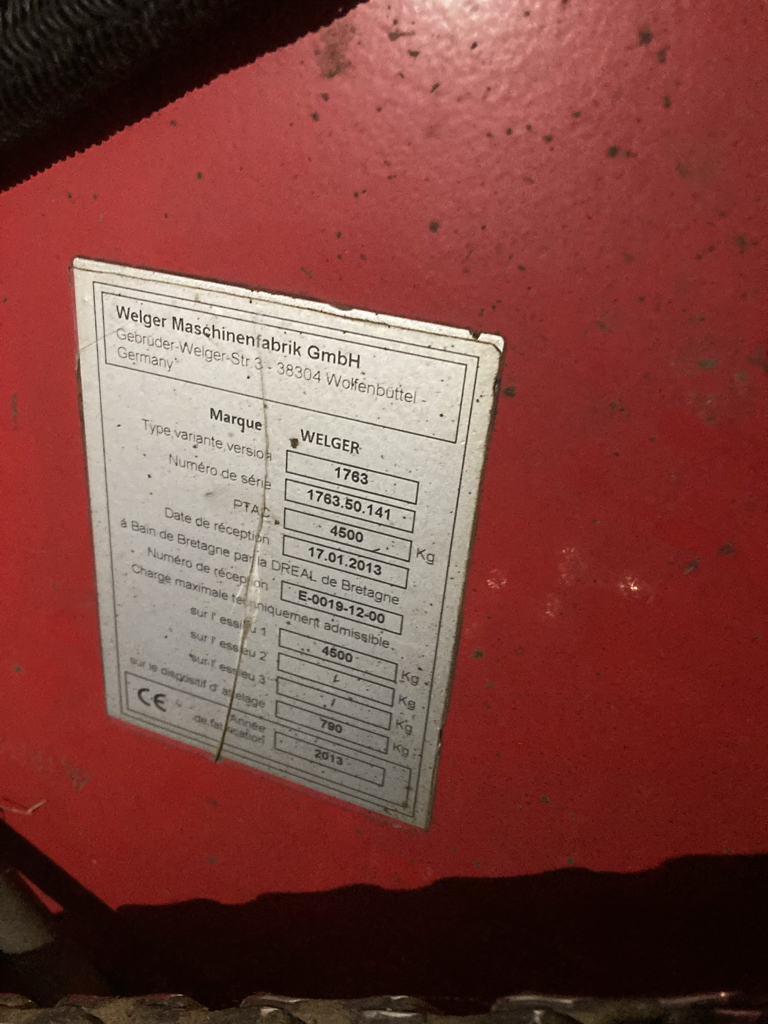 Welger Maschinenfabrik GmbH
Gebrüder-Welger-Str.3 - 38304 Wolfenbüttel -
Germany
Marque WELGER
Type,variante,version 1763
Numéro de série 1763.50.141
PTAC 4500 Kg
Date de réception 17.01.2013
à Bain de Bretagne par la DREAL de Bretagne
Numéro de réception E-0019-12-00
Charge maximale techniquement admissible
sur l' essieu 1 4500 Kg
sur l' essieu 2 / Kg
sur l' essieu 3 / Kg
sur le dispositif d' attelage 790 Kg
CE Année
de fabrication 2013